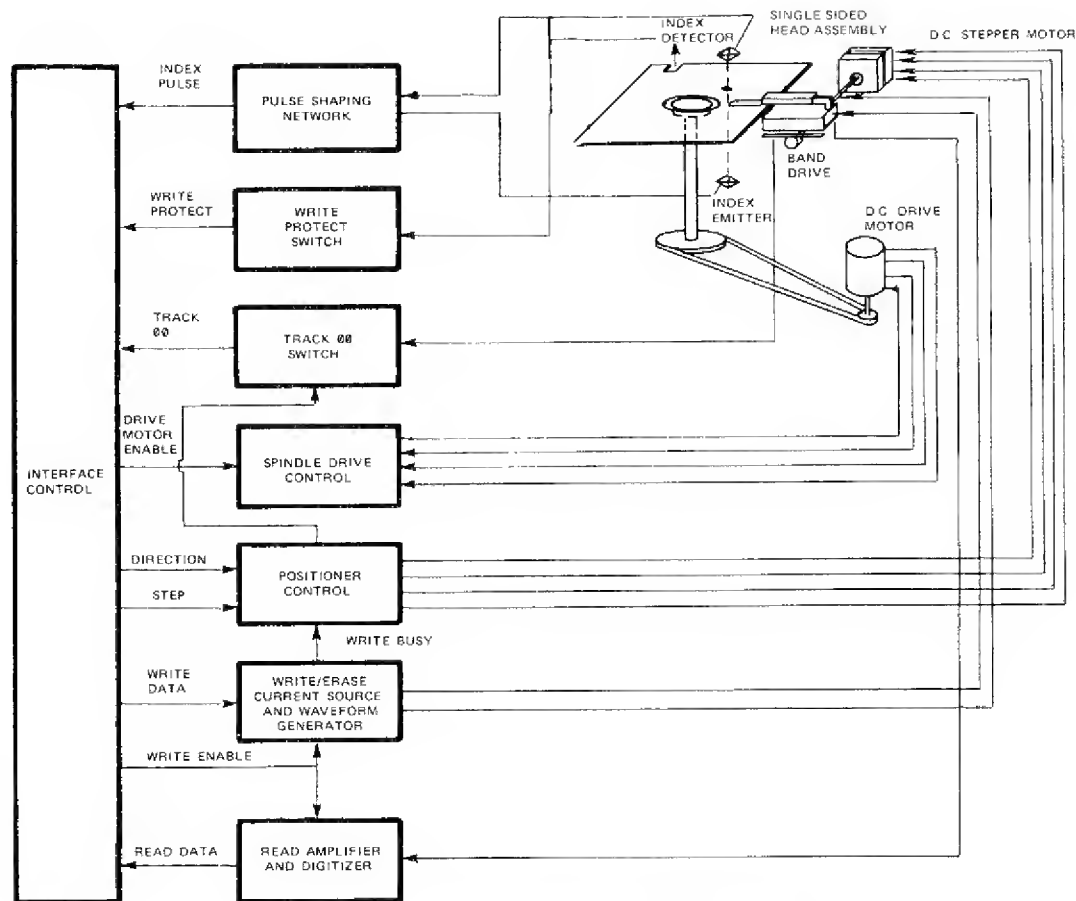 SINGLE SIDED
HEAD ASSEMBLY
INDEX
DETECTOR
D.C. STEPPER MOTOR
INDEX
PULSE
PULSE SHAPING
NETWORK
BAND
DRIVE
WRITE
PROTECT
WRITE
PROTECT
SWITCH
INDEX
EMITTER
D.C. DRIVE
MOTOR
TRACK
00
TRACK 00
SWITCH
DRIVE
MOTOR
ENABLE
SPINDLE DRIVE
CONTROL
INTERFACE
CONTROL
DIRECTION
STEP
POSITIONER
CONTROL
WRITE BUSY
WRITE
DATA
WRITE/ERASE
CURRENT SOURCE
AND WAVEFORM
GENERATOR
WRITE ENABLE
READ DATA
READ AMPLIFIER
AND DIGITIZER